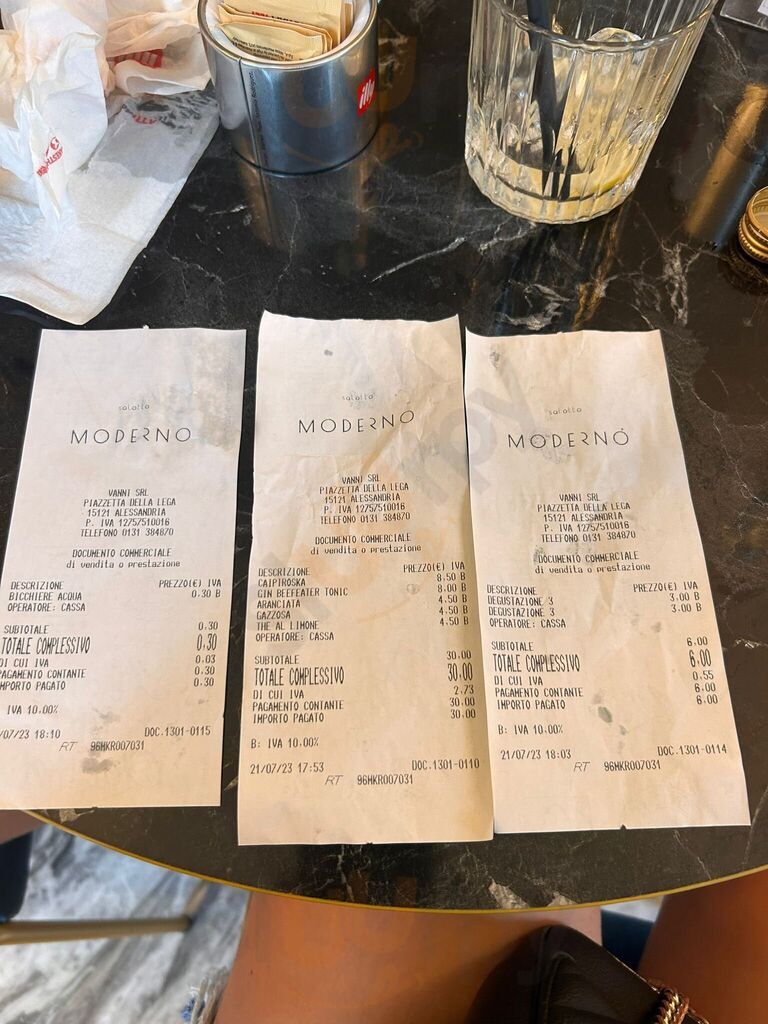 illy
salotto
MODERNO
VANNI SRL
PIAZZETTA DELLA LEGA
15121 ALESSANDRIA
P. IVA 12757510016
TELEFONO 0131 384870
DOCUMENTO COMMERCIALE
di vendita o prestazione
DESCRIZIONE PREZZO(€) IVA
BICCHIERE ACQUA 0.30 B
OPERATORE: CASSA
SUBTOTALE 0.30
TOTALE COMPLESSIVO 0,30
DI CUI IVA 0.03
PAGAMENTO CONTANTE 0.30
IMPORTO PAGATO 0.30
IVA 10.00%
/07/23 18:10 DOC.1301-0115
RT 96MKR007031
salotto
MODERNO
VANNI SRL
PIAZZETTA DELLA LEGA
15121 ALESSANDRIA
P. IVA 12757510016
TELEFONO 0131 384870
DOCUMENTO COMMERCIALE
di vendita o prestazione
DESCRIZIONE PREZZO(€) IVA
CAIPIROSKA 8.50 B
GIN BEEFEATER TONIC 8.00 B
ARANCIATA 4.50 B
GAZZOSA 4.50 B
THE AL LIMONE 4.50 B
OPERATORE: CASSA
SUBTOTALE 30.00
TOTALE COMPLESSIVO 30,00
DI CUI IVA 2.73
PAGAMENTO CONTANTE 30.00
IMPORTO PAGATO 30.00
B: IVA 10.00%
21/07/23 17:53 DOC.1301-0110
RT 96MKR007031
salotto
MODERNO
VANNI SRL
PIAZZETTA DELLA LEGA
15121 ALESSANDRIA
P. IVA 12757510016
TELEFONO 0131 384870
DOCUMENTO COMMERCIALE
di vendita o prestazione
DESCRIZIONE PREZZO(€) IVA
DEGUSTAZIONE 3 3.00 B
DEGUSTAZIONE 3 3.00 B
OPERATORE: CASSA
SUBTOTALE 6.00
TOTALE COMPLESSIVO 6,00
DI CUI IVA 0.55
PAGAMENTO CONTANTE 6.00
IMPORTO PAGATO 6.00
B: IVA 10.00%
21/07/23 18:03 DOC.1301-0114
RT 96MKR007031